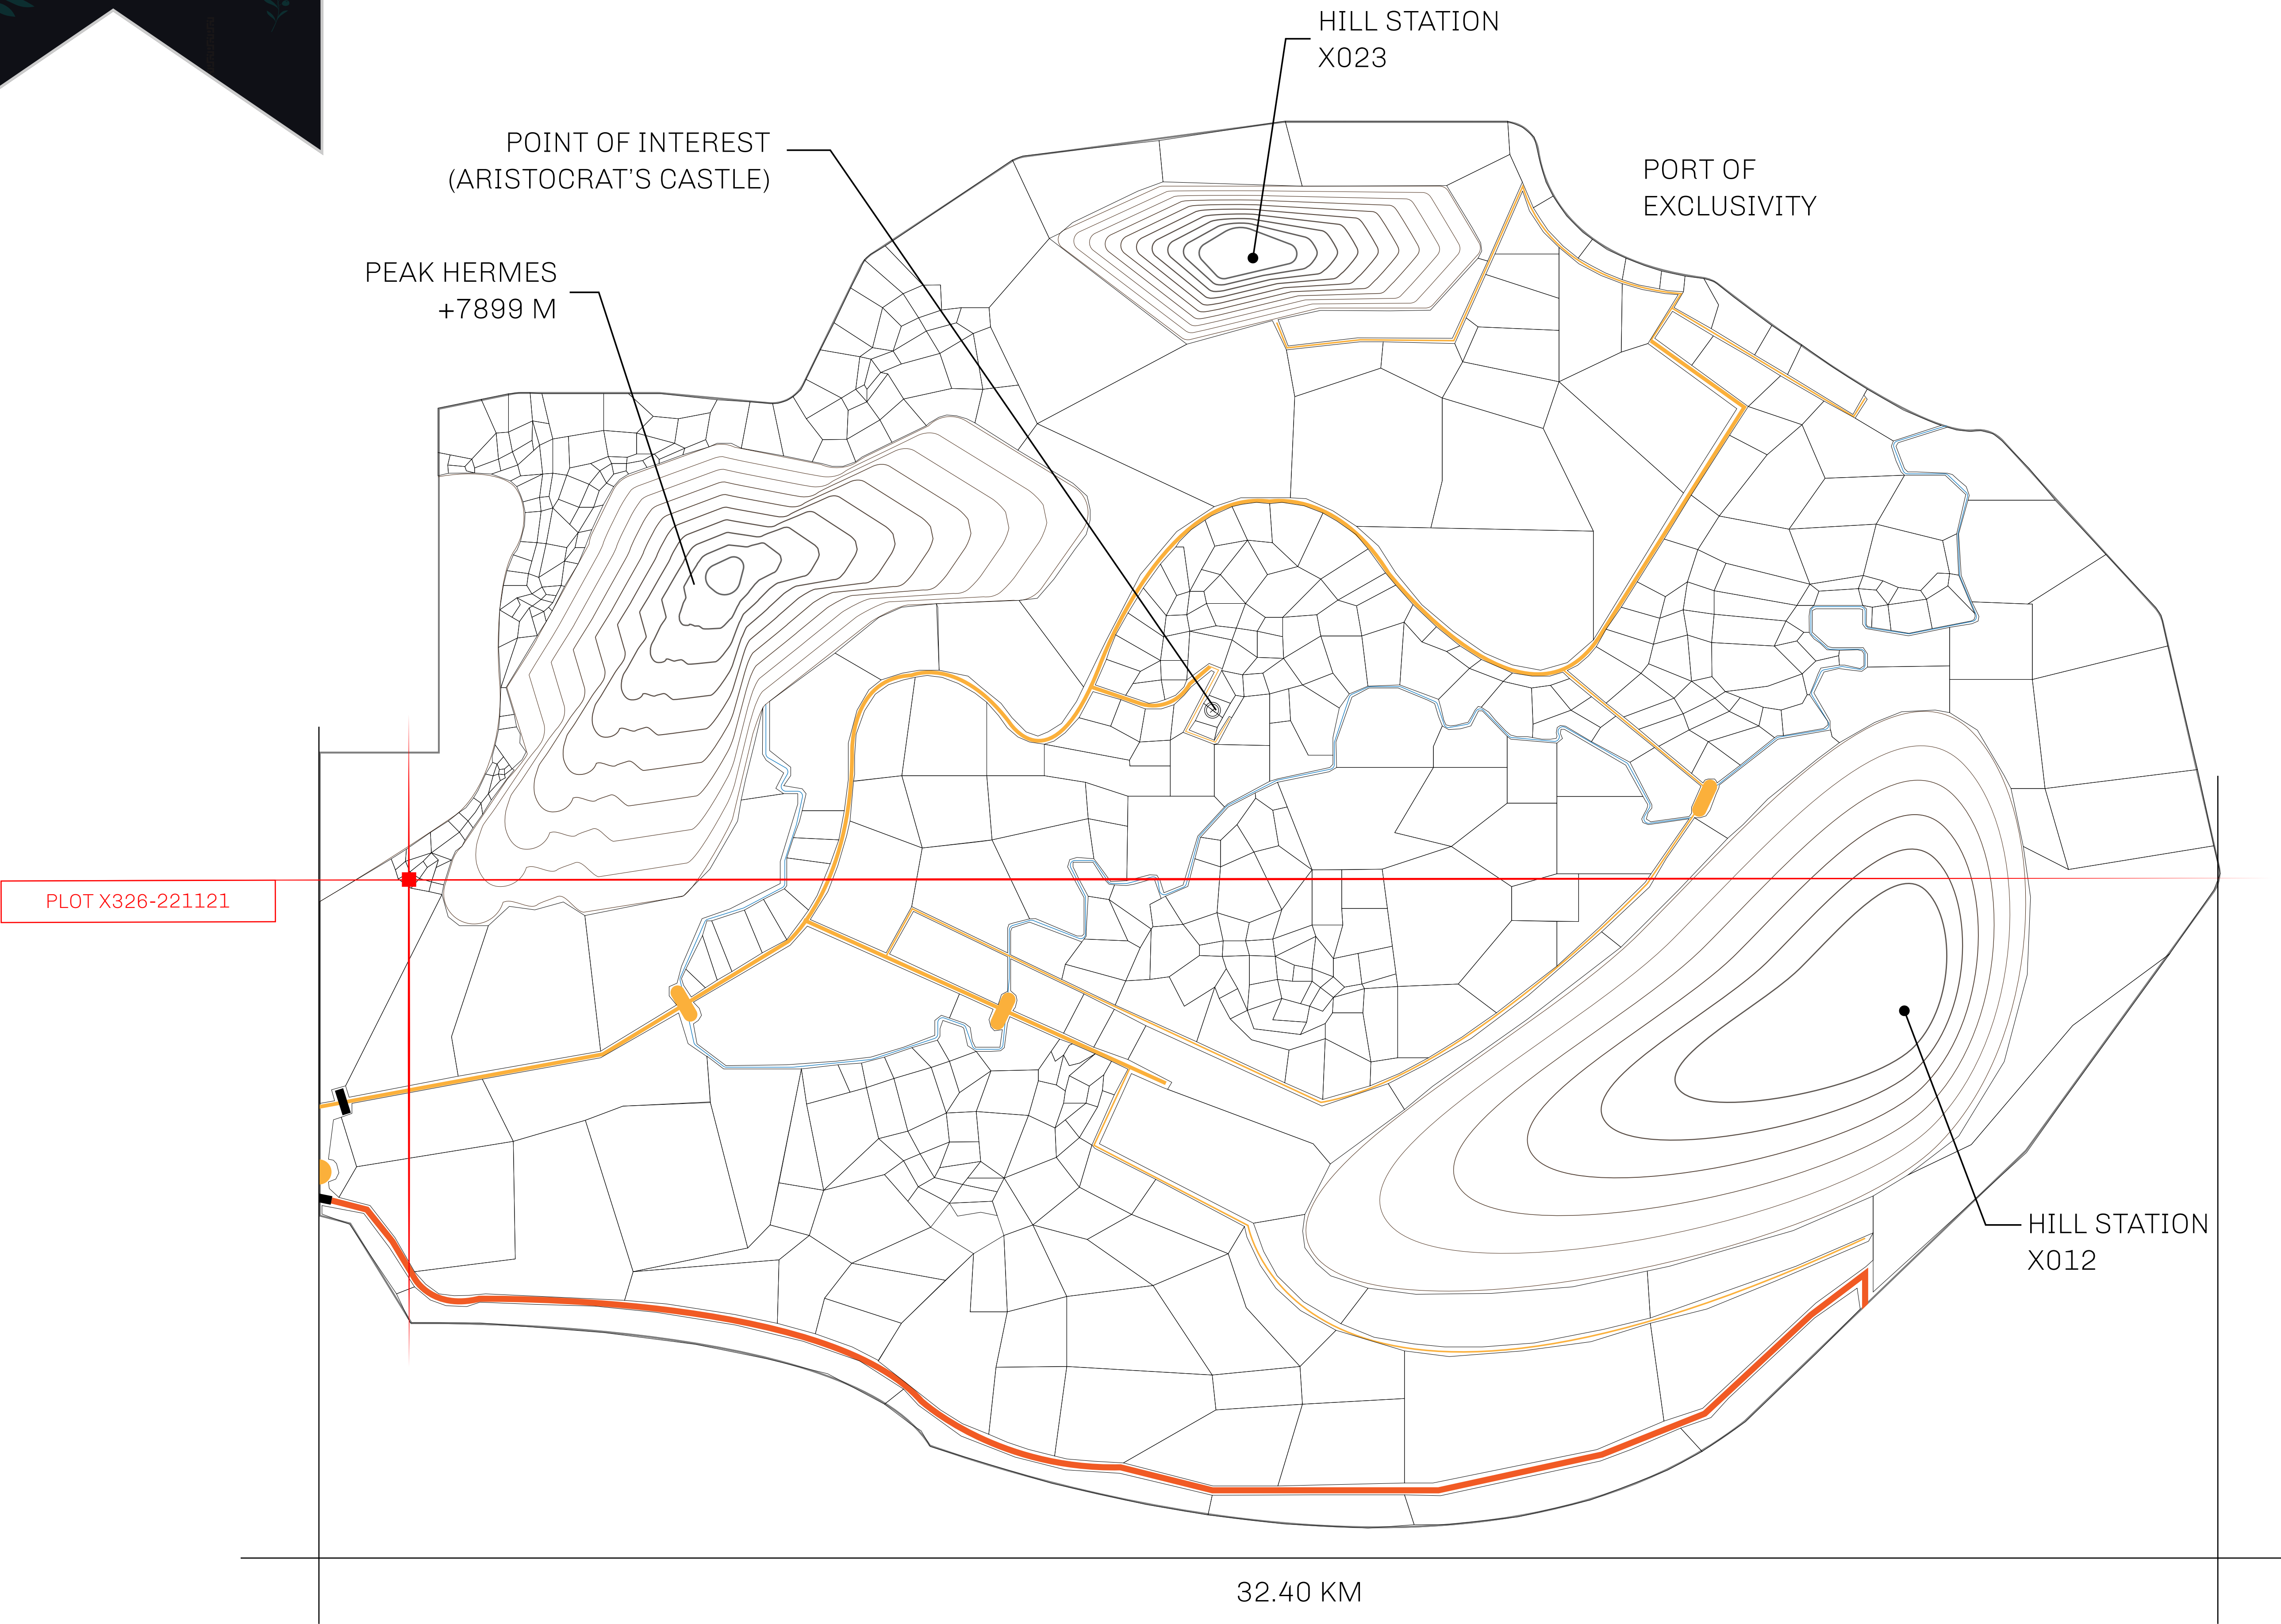 HILL STATION
X023
POINT OF INTEREST
(ARISTOCRAT'S CASTLE)
PORT OF
EXCLUSIVITY
PEAK HERMES
+7899 M
PLOT X326-221121
HILL STATION
X012
32.40 KM